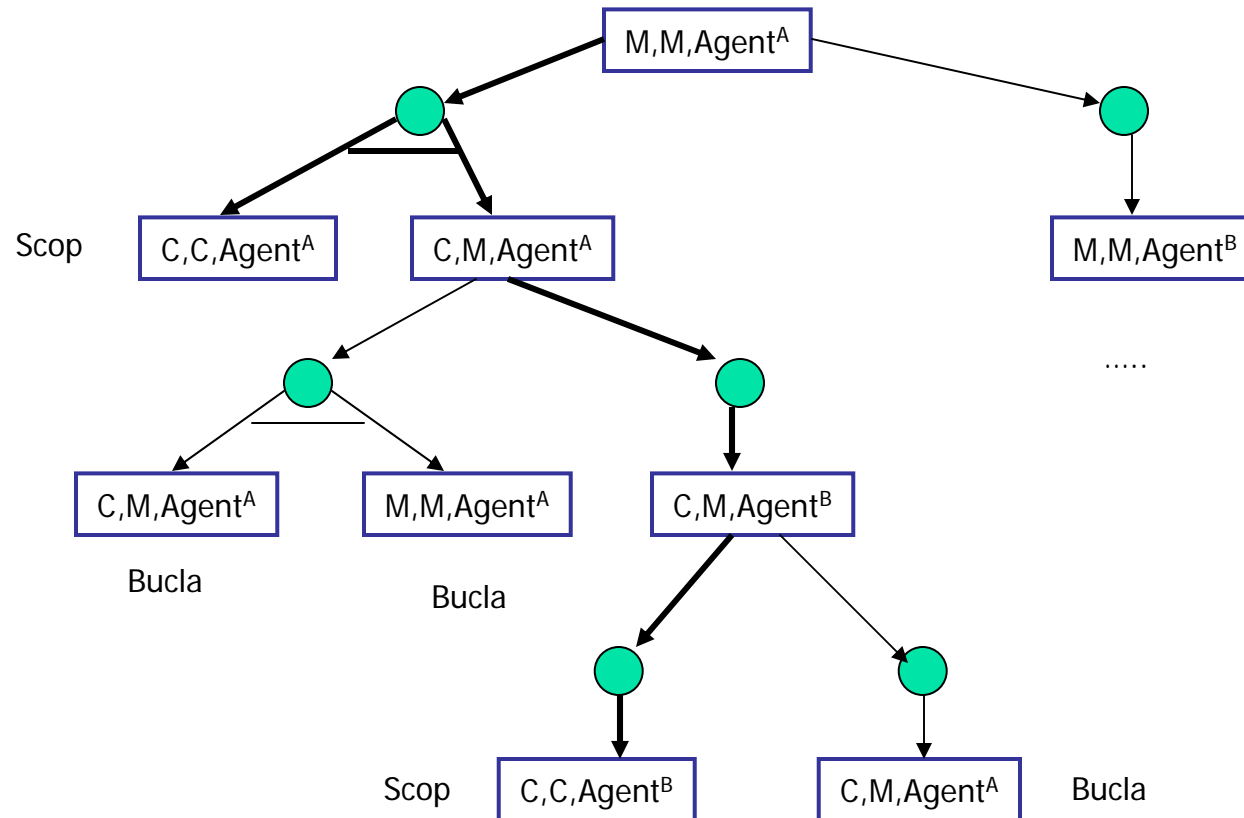 M,M,Agentᴬ
Scop
C,C,Agentᴬ
C,M,Agentᴬ
M,M,Agentᴮ
.....
C,M,Agentᴬ
M,M,Agentᴬ
C,M,Agentᴮ
Bucla
Bucla
Scop
C,C,Agentᴮ
C,M,Agentᴬ
Bucla